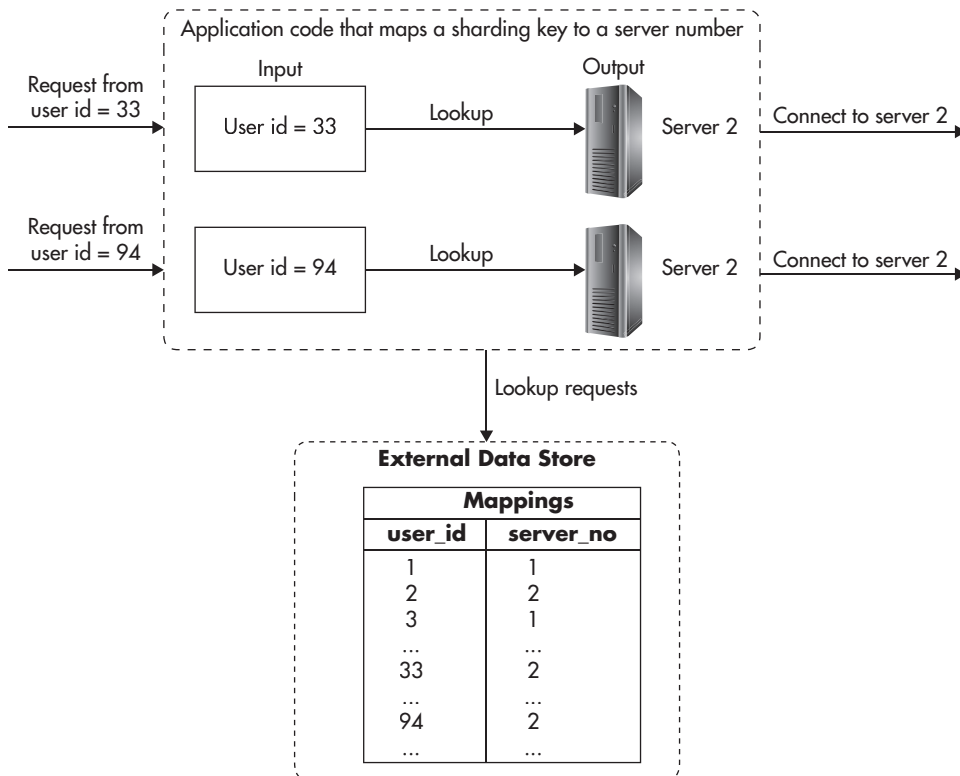 Application code that maps a sharding key to a server number
Input
Output
Request from
user id = 33
User id = 33
Lookup
Server 2
Connect to server 2
Request from
user id = 94
User id = 94
Lookup
Server 2
Connect to server 2
Lookup requests
External Data Store
Mappings
user_id server_no
1 1
2 2
3 1
... ...
33 2
... ...
94 2
... ...